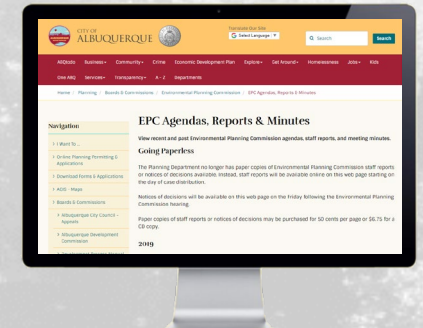 CITY OF
ALBUQUERQUE
Translate Our Site
Select Language ▼
Search
Search
ABQtodo Business Community Crime Economic Development Plan Explore Get Around Homelessness Jobs Kids
One ABQ Services Transparency A - Z Departments
Home / Planning / Boards & Commissions / Environmental Planning Commission / EPC Agendas, Reports & Minutes
Navigation
> I Want To...
> Online Planning Permitting &
Applications
> Download Forms & Applications
> AGIS - Maps
> Boards & Commissions
> Albuquerque City Council -
Appeals
> Albuquerque Development
Commission
EPC Agendas, Reports & Minutes
View recent and past Environmental Planning Commission agendas, staff reports, and meeting minutes.
Going Paperless
The Planning Department no longer has paper copies of Environmental Planning Commission staff reports
or notices of decisions available. Instead, staff reports will be available online on this web page starting on
the day of case distribution.
Notices of decisions will be available on this web page on the Friday following the Environmental Planning
Commission hearing.
Paper copies of staff reports or notices of decisions may be purchased for 50 cents per page or $6.75 for a
CD copy.
2019